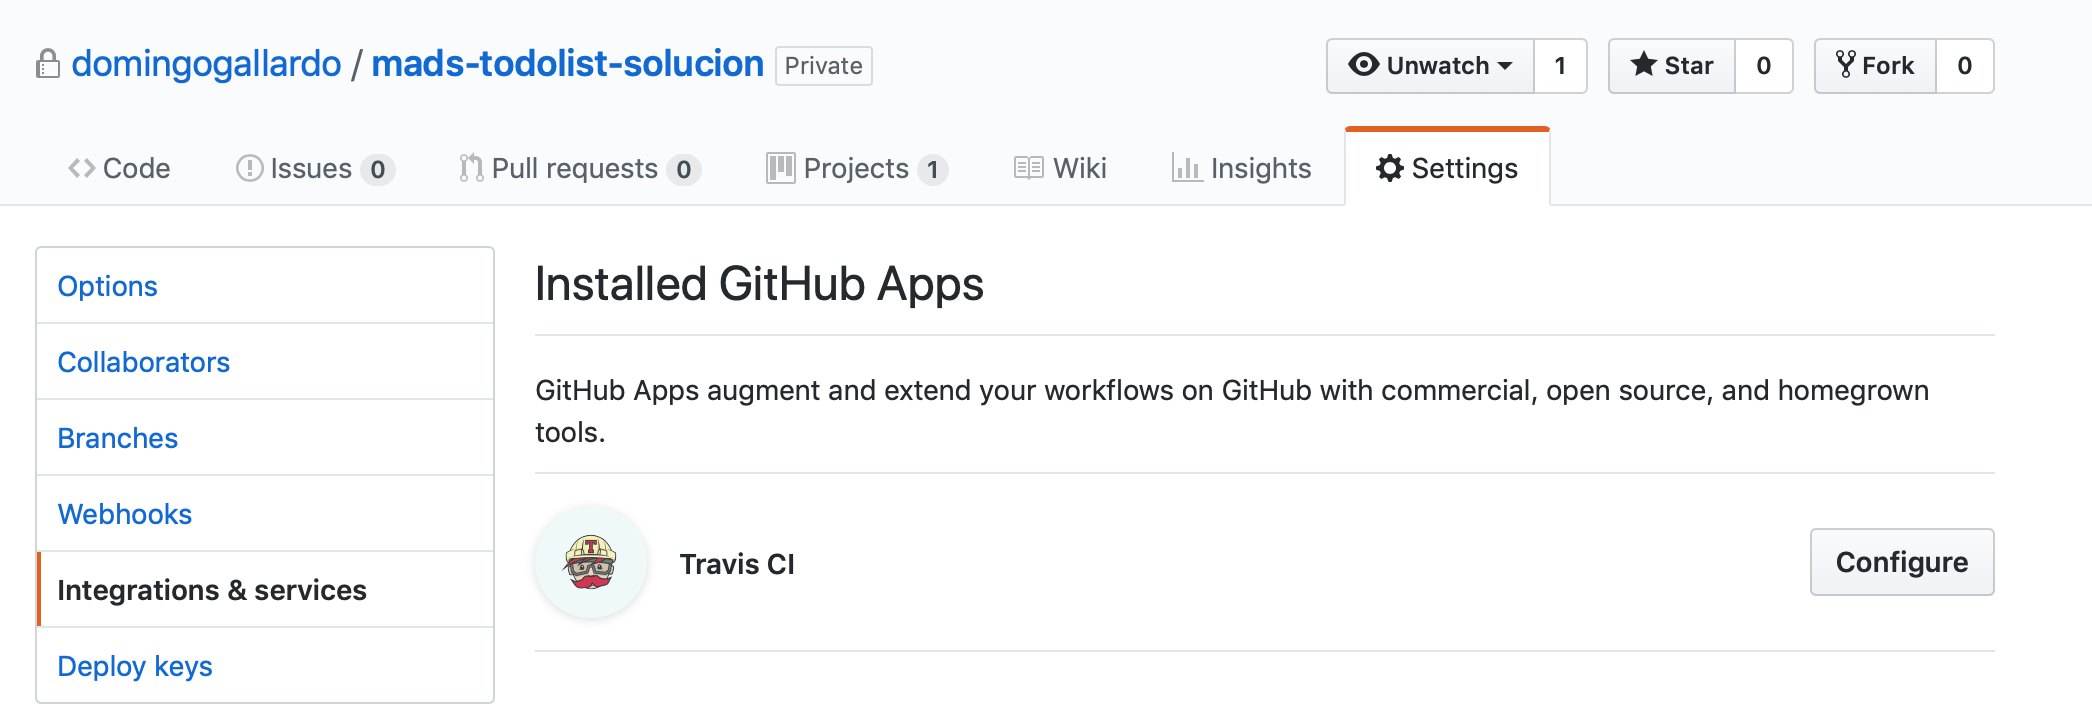 domingogallardo / mads-todolist-solucion Private
Unwatch 1 Star 0 Fork 0
Code Issues 0 Pull requests 0 Projects 1 Wiki Insights Settings
Options
Collaborators
Branches
Webhooks
Integrations & services
Deploy keys
Installed GitHub Apps
GitHub Apps augment and extend your workflows on GitHub with commercial, open source, and homegrown
tools.
T
Travis CI
Configure